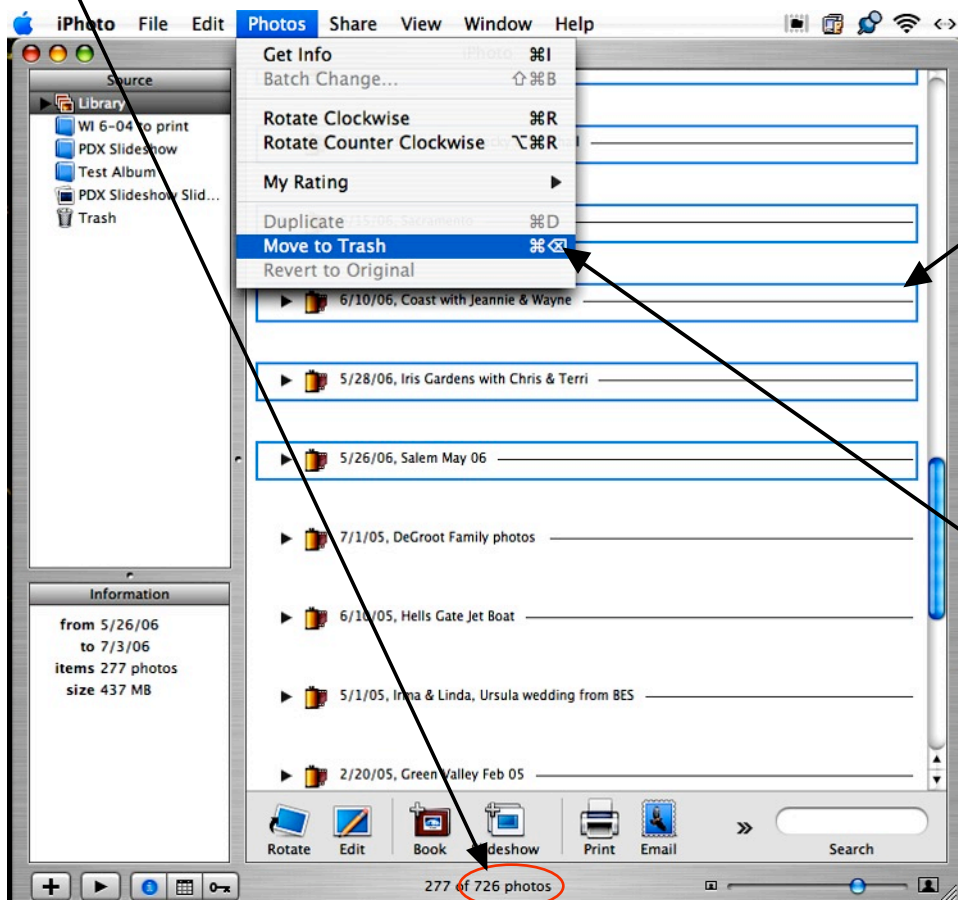 iPhoto File Edit Photos Share View Window Help
iPhoto
Get Info ⌘I
Batch Change... ⇧⌘B
Rotate Clockwise ⌘R
Rotate Counter Clockwise ⌥⌘R
My Rating ▶
Duplicate ⌘D
Move to Trash ⌘⌫
Revert to Original
Source
Library
WI 6-04 to print
PDX Slideshow
Test Album
PDX Slideshow Slid...
Trash
Sacramento
6/10/06, Coast with Jeannie & Wayne
5/28/06, Iris Gardens with Chris & Terri
5/26/06, Salem May 06
7/1/05, DeGroot Family photos
6/10/05, Hells Gate Jet Boat
5/1/05, Irma & Linda, Ursula wedding from BES
2/20/05, Green Valley Feb 05
Information
from 5/26/06
to 7/3/06
items 277 photos
size 437 MB
Rotate Edit Book Slideshow Print Email » Search
277 of 726 photos